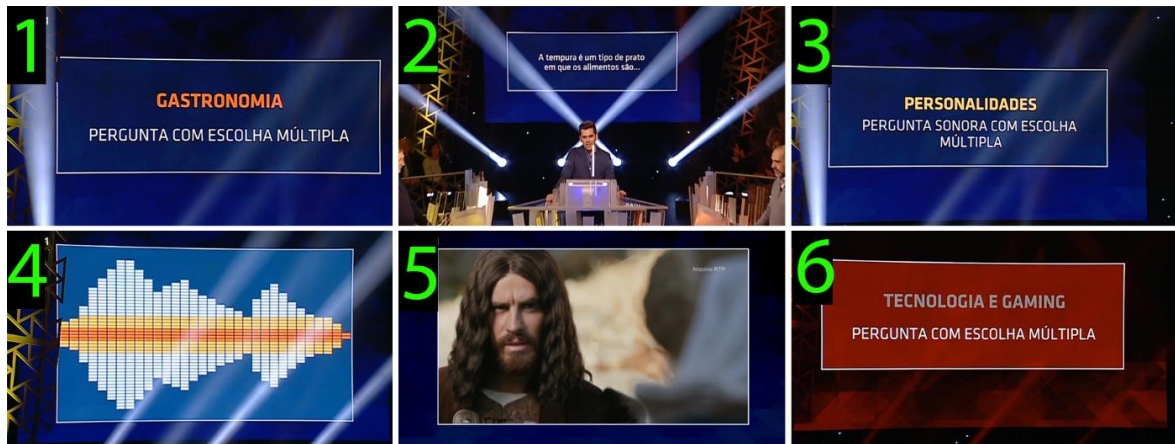 1
GASTRONOMIA
PERGUNTA COM ESCOLHA MÚLTIPLA
2
A tempura é um tipo de prato
em que os alimentos são...
3
PERSONALIDADES
PERGUNTA SONORA COM ESCOLHA
MÚLTIPLA
4
5
Arquivo RTP
6
TECNOLOGIA E GAMING
PERGUNTA COM ESCOLHA MÚLTIPLA